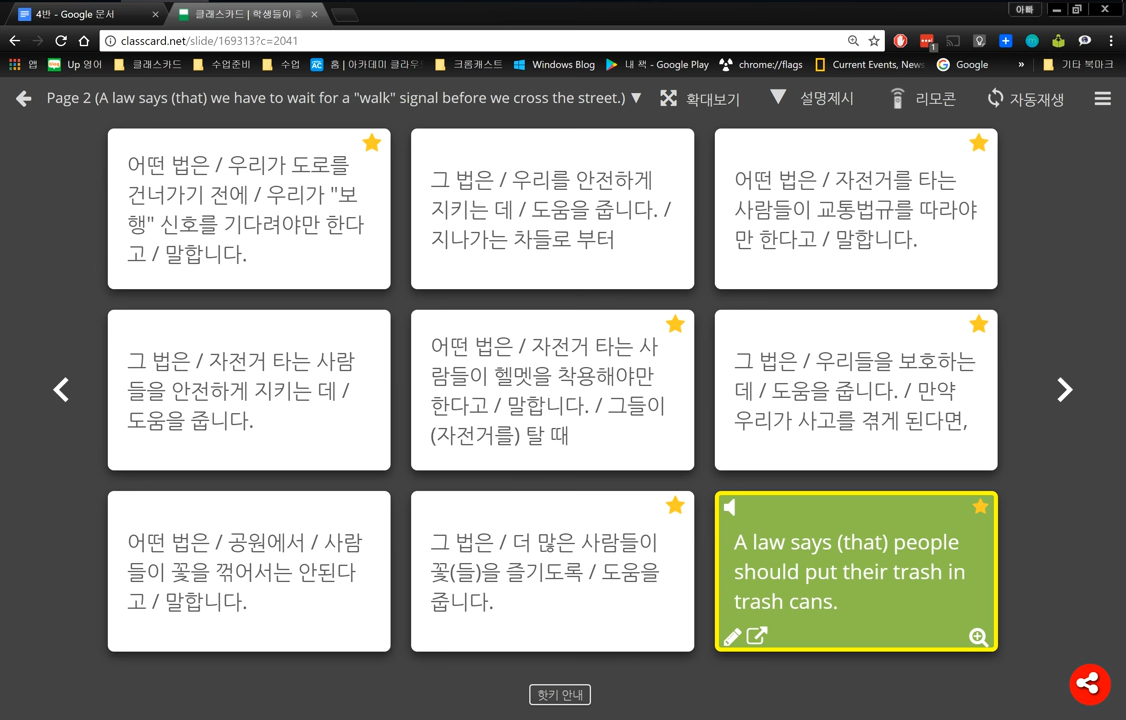 4반 - Google 문서
클래스카드 | 학생들이 좋
아빠
classcard.net/slide/169313?c=2041
1
앱
Up 영어
클래스카드
수업준비
수업
홈 | 아카데미 클라우
크롬캐스트
Windows Blog
내 책 - Google Play
chrome://flags
Current Events, News
Google
»
기타 북마크
Page 2 (A law says (that) we have to wait for a "walk" signal before we cross the street.) ▼
확대보기
설명제시
리모콘
자동재생
어떤 법은 / 우리가 도로를
건너가기 전에 / 우리가 "보
행" 신호를 기다려야만 한다
고 / 말합니다.
그 법은 / 우리를 안전하게
지키는 데 / 도움을 줍니다. /
지나가는 차들로 부터
어떤 법은 / 자전거를 타는
사람들이 교통법규를 따라야
만 한다고 / 말합니다.
그 법은 / 자전거 타는 사람
들을 안전하게 지키는 데 /
도움을 줍니다.
어떤 법은 / 자전거 타는 사
람들이 헬멧을 착용해야만
한다고 / 말합니다. / 그들이
(자전거를) 탈 때
그 법은 / 우리들을 보호하는
데 / 도움을 줍니다. / 만약
우리가 사고를 겪게 된다면,
어떤 법은 / 공원에서 / 사람
들이 꽃을 꺾어서는 안된다
고 / 말합니다.
그 법은 / 더 많은 사람들이
꽃(들)을 즐기도록 / 도움을
줍니다.
A law says (that) people
should put their trash in
trash cans.
핫키 안내